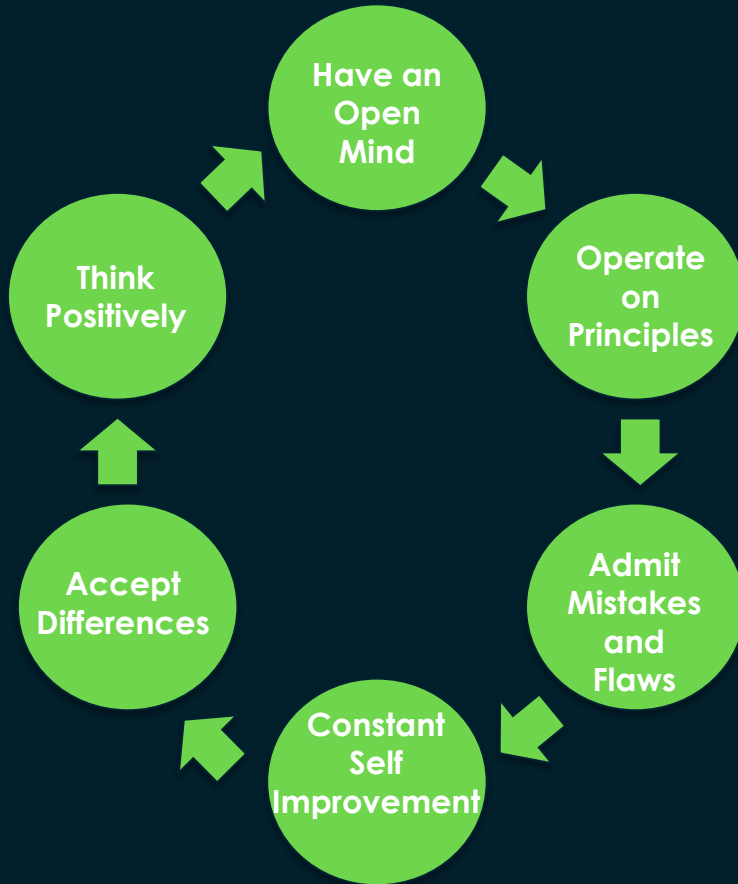 Have an
Open
Mind
Operate
on
Principles
Admit
Mistakes
and
Flaws
Constant
Self
Improvement
Accept
Differences
Think
Positively